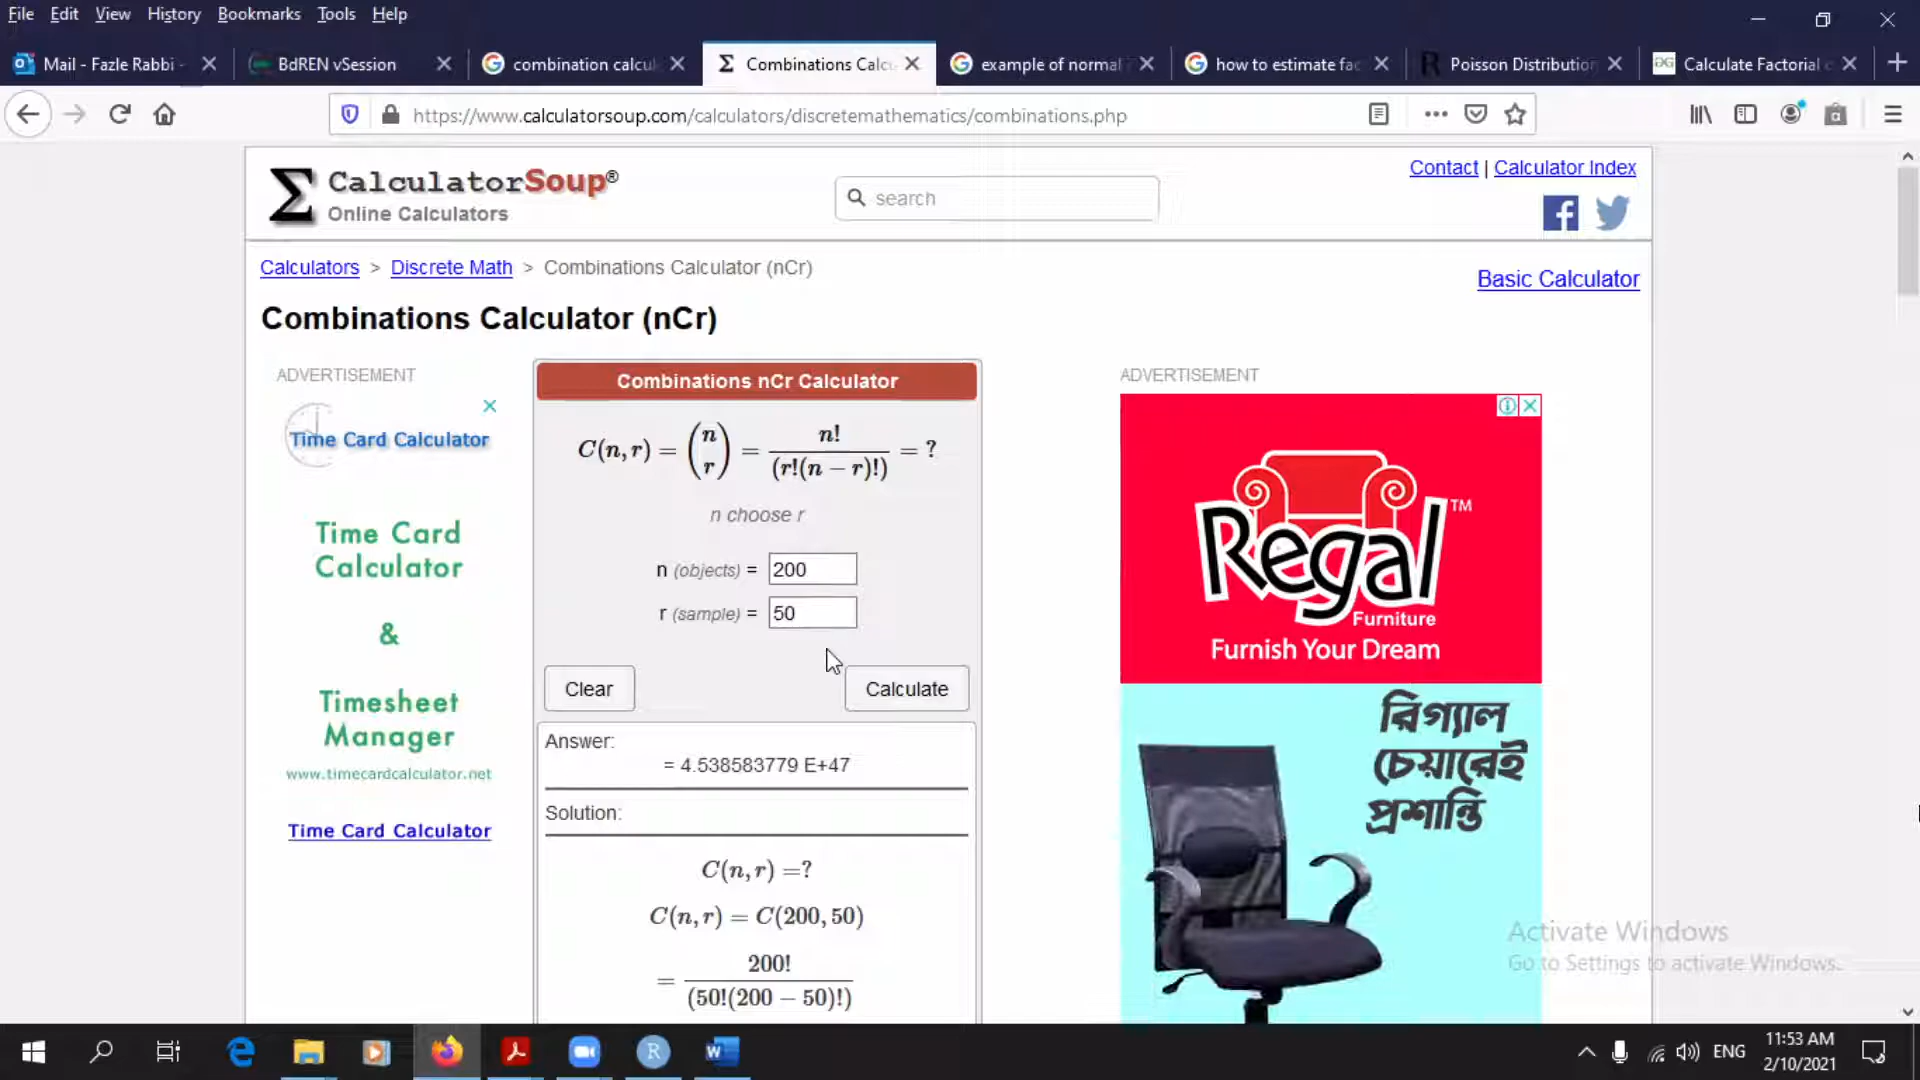 File Edit View History Bookmarks Tools Help
Mail - Fazle Rabbi - BdREN vSession combination calcul Combinations Calcu example of normal how to estimate fac Poisson Distribution Calculate Factorial
https://www.calculatorsoup.com/calculators/discretemathematics/combinations.php
CalculatorSoup®
Online Calculators
search
Contact | Calculator Index
Calculators > Discrete Math > Combinations Calculator (nCr)
Basic Calculator
Combinations Calculator (nCr)
ADVERTISEMENT
Time Card Calculator
Time Card
Calculator
&
Timesheet
Manager
www.timecardcalculator.net
Time Card Calculator
Combinations nCr Calculator
C(n,r) = (n r) = n! / (r!(n − r)!) = ?
n choose r
n (objects) = 200
r (sample) = 50
Clear Calculate
Answer:
= 4.538583779 E+47
Solution:
C(n,r) =?
C(n,r) = C(200,50)
= 200! / (50!(200 − 50)!)
ADVERTISEMENT
Regal™
Furniture
Furnish Your Dream
রিগ্যাল
চেয়ারেই
প্রশান্তি
Activate Windows
Go to Settings to activate Windows.
ENG
11:53 AM
2/10/2021